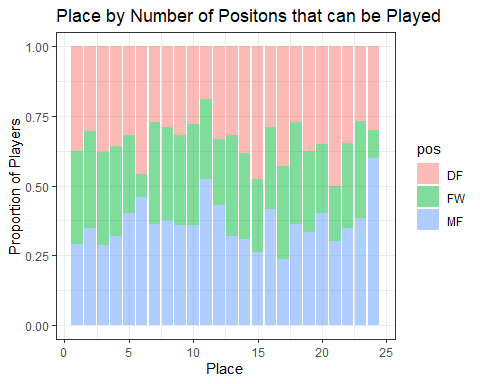 Place by Number of Positons that can be Played
Proportion of Players
1.00
0.75
0.50
0.25
0.00
0 5 10 15 20 25
Place
pos
DF
FW
MF